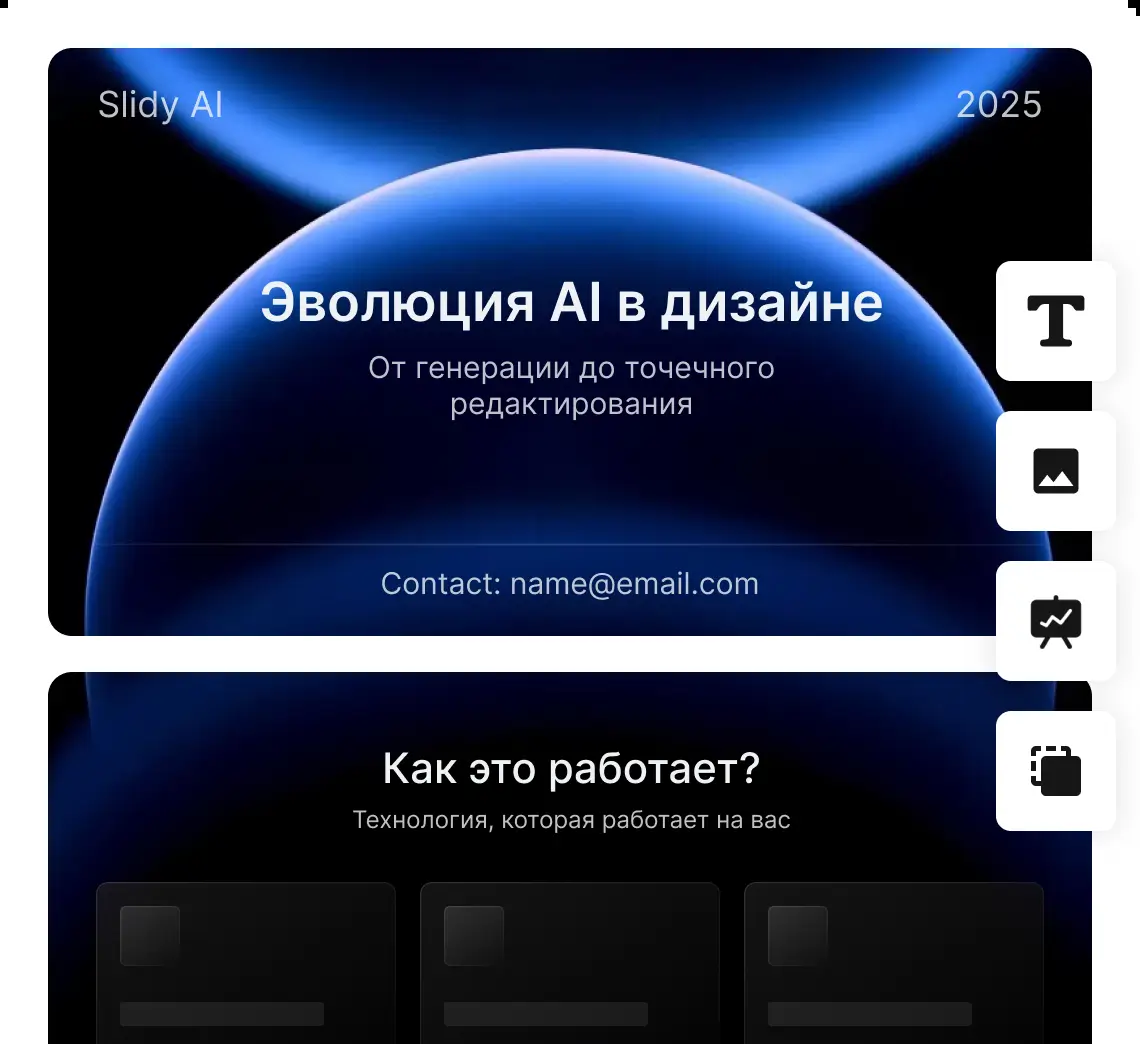 Slidy AI
2025
Эволюция AI в дизайне
От генерации до точечного
редактирования
Contact: name@email.com
Как это работает?
Технология, которая работает на вас